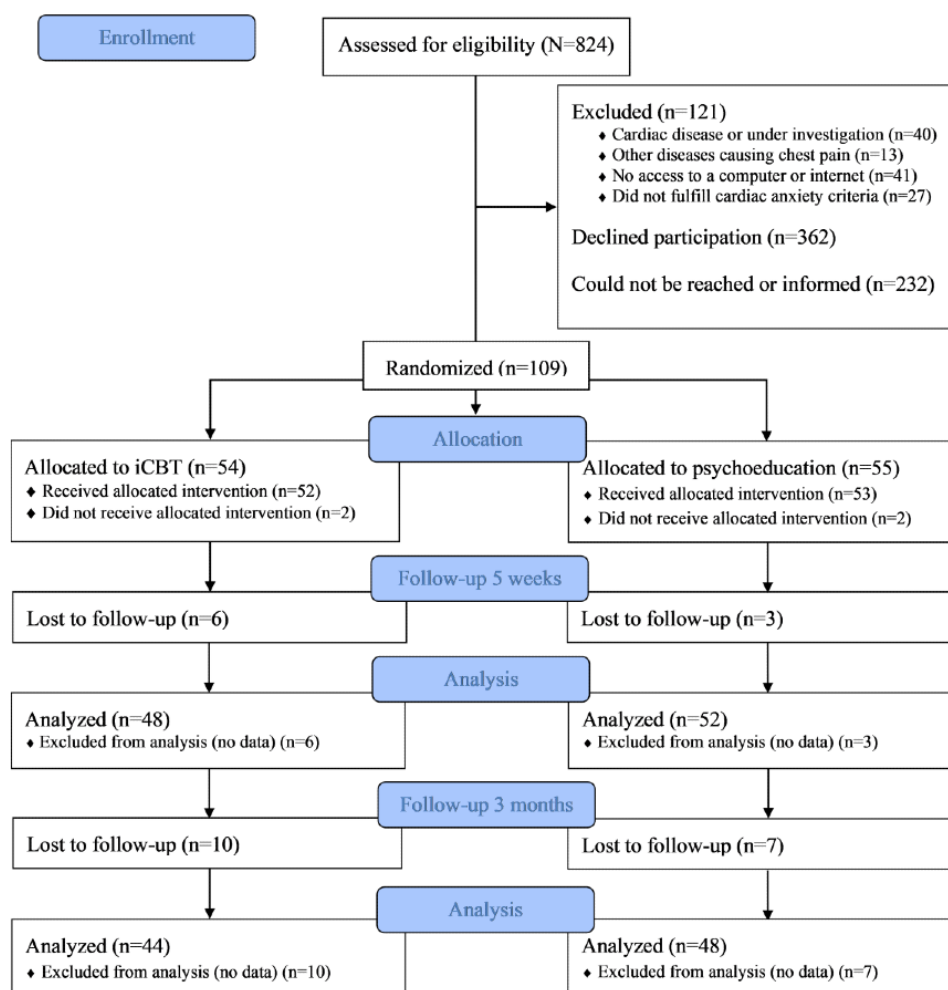 Enrollment
Assessed for eligibility (N=824)
Excluded (n=121)
♦ Cardiac disease or under investigation (n=40)
♦ Other diseases causing chest pain (n=13)
♦ No access to a computer or internet (n=41)
♦ Did not fulfill cardiac anxiety criteria (n=27)
Declined participation (n=362)
Could not be reached or informed (n=232)
Randomized (n=109)
Allocation
Allocated to iCBT (n=54)
♦ Received allocated intervention (n=52)
♦ Did not receive allocated intervention (n=2)
Allocated to psychoeducation (n=55)
♦ Received allocated intervention (n=53)
♦ Did not receive allocated intervention (n=2)
Follow-up 5 weeks
Lost to follow-up (n=6)
Lost to follow-up (n=3)
Analysis
Analyzed (n=48)
♦ Excluded from analysis (no data) (n=6)
Analyzed (n=52)
♦ Excluded from analysis (no data) (n=3)
Follow-up 3 months
Lost to follow-up (n=10)
Lost to follow-up (n=7)
Analysis
Analyzed (n=44)
♦ Excluded from analysis (no data) (n=10)
Analyzed (n=48)
♦ Excluded from analysis (no data) (n=7)